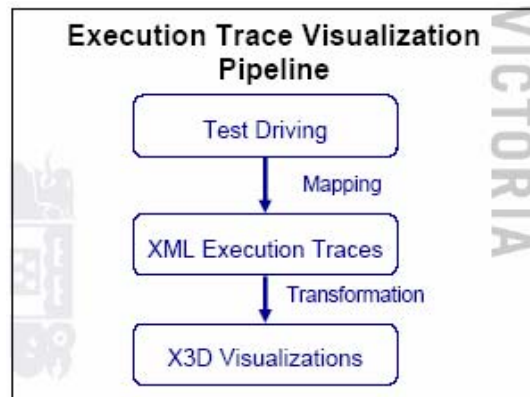 Execution Trace Visualization
Pipeline
Test Driving
Mapping
XML Execution Traces
Transformation
X3D Visualizations
VICTORIA